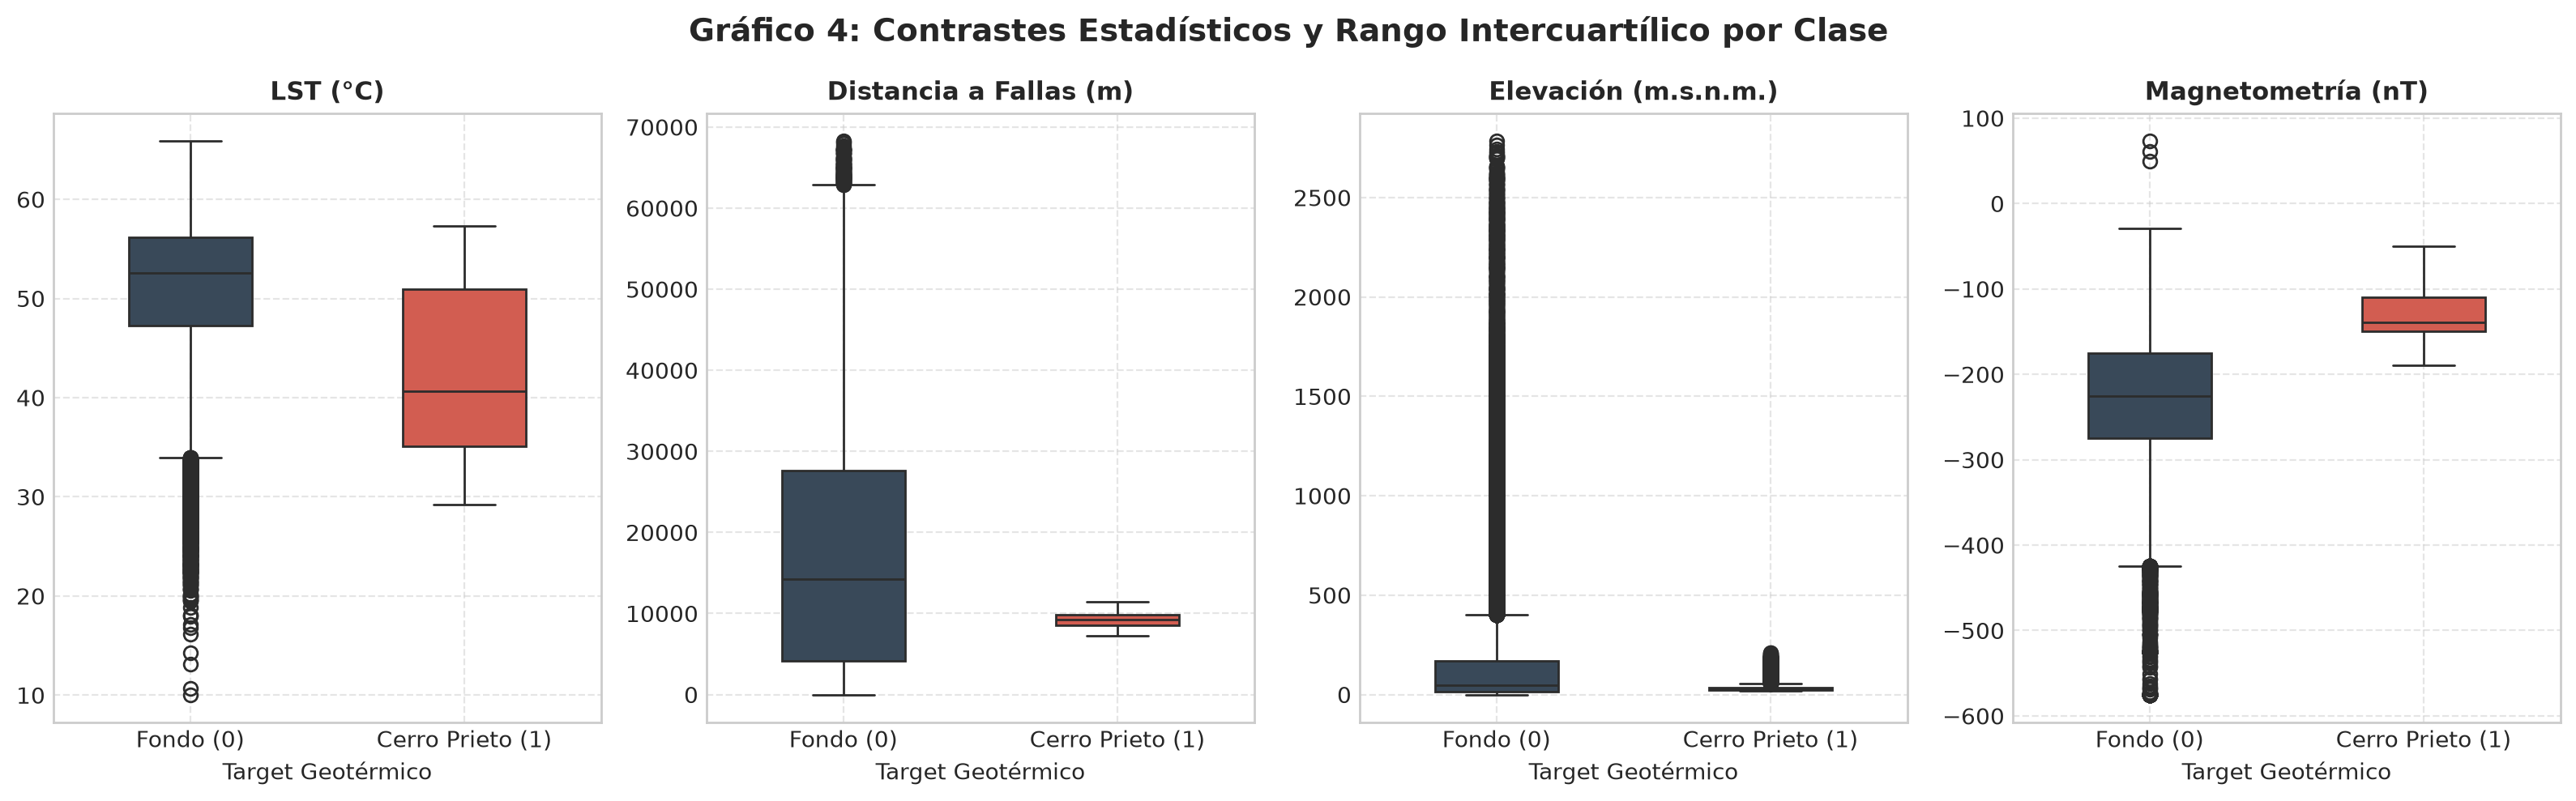 Gráfico 4: Contrastes Estadísticos y Rango Intercuartílico por Clase
LST (°C)
60
50
40
30
20
10
Fondo (0)
Cerro Prieto (1)
Target Geotérmico
Distancia a Fallas (m)
70000
60000
50000
40000
30000
20000
10000
0
Fondo (0)
Cerro Prieto (1)
Target Geotérmico
Elevación (m.s.n.m.)
2500
2000
1500
1000
500
0
Fondo (0)
Cerro Prieto (1)
Target Geotérmico
Magnetometría (nT)
100
0
−100
−200
−300
−400
−500
−600
Fondo (0)
Cerro Prieto (1)
Target Geotérmico